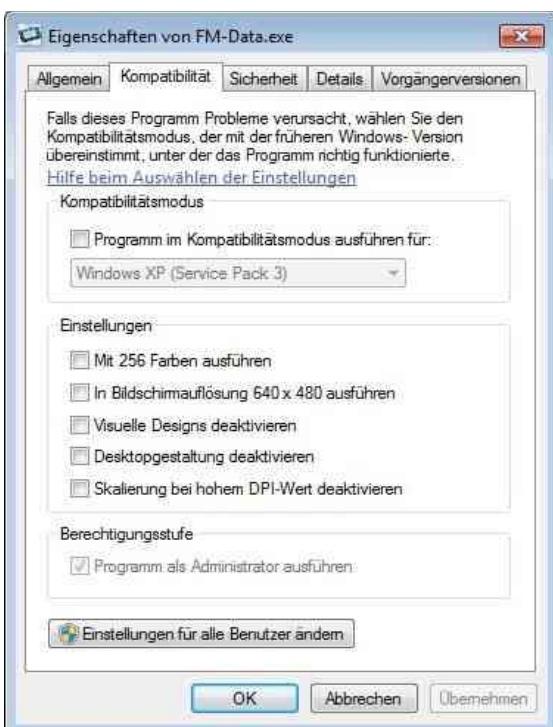 Eigenschaften von FM-Data.exe
Allgemein Kompatibilität Sicherheit Details Vorgängerversionen
Falls dieses Programm Probleme verursacht, wählen Sie den
Kompatibilitätsmodus, der mit der früheren Windows- Version
übereinstimmt, unter der das Programm richtig funktionierte.
Hilfe beim Auswählen der Einstellungen
Kompatibilitätsmodus
Programm im Kompatibilitätsmodus ausführen für:
Windows XP (Service Pack 3)
Einstellungen
Mit 256 Farben ausführen
In Bildschirmauflösung 640 x 480 ausführen
Visuelle Designs deaktivieren
Desktopgestaltung deaktivieren
Skalierung bei hohem DPI-Wert deaktivieren
Berechtigungsstufe
Programm als Administrator ausführen
Einstellungen für alle Benutzer ändern
OK Abbrechen Übernehmen